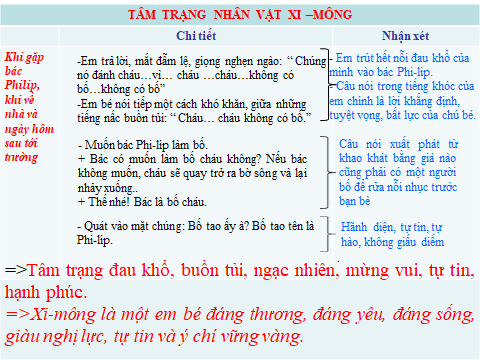 TÂM TRẠNG NHÂN VẬT XI –MÔNG
Chi tiết
Nhận xét
Khi gặp
bác
Philip,
khi về
nhà và
ngày hôm
sau tới
trường
-Em trả lời, mắt đẫm lệ, giọng nghẹn ngào: “ Chúng
nó đánh cháu…vì… cháu …cháu…không có
bố…không có bố”
-Em bé nói tiếp một cách khó khăn, giữa những
tiếng nấc buồn tủi: “ Cháu… cháu không có bố.”
- Em trút hết nỗi đau khổ của
mình vào bác Phi-lip.
-Câu nói trong tiếng khóc của
em chính là lời khẳng định,
tuyệt vọng, bất lực của chú bé.
- Muốn bác Phi-lip làm bố.
+ Bác có muốn làm bố cháu không? Nếu bác
không muốn, cháu sẽ quay trở ra bờ sông và lại
nhảy xuống..
+ Thế nhé! Bác là bố cháu.
Câu nói xuất phát từ
khao khát bằng giá nào
cũng phải có một người
bố để rửa nỗi nhục trước
bạn bè
- Quát vào mặt chúng: Bố tao ấy à? Bố tao tên là
Phi-líp.
Hãnh diện, tự tin, tự
hào, không giấu diếm
.
=>Tâm trạng đau khổ, buồn tủi, ngạc nhiên, mừng vui, tự tin,
hạnh phúc.
=>Xi-mông là một em bé đáng thương, đáng yêu, đáng sống,
giàu nghị lực, tự tin và ý chí vững vàng.